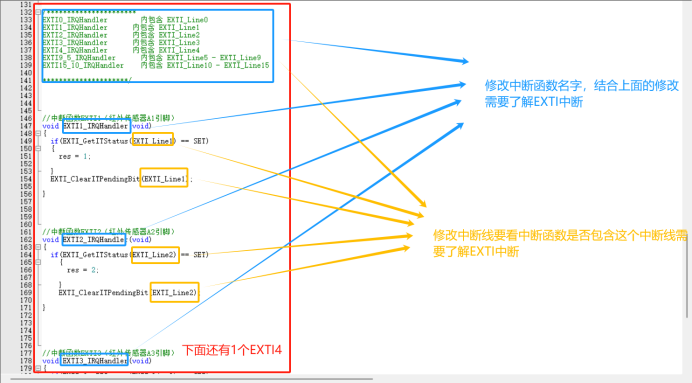 131
132 /**********************
133 EXTI0_IRQHandler 内包含 EXTI_Line0
134 EXTI1_IRQHandler 内包含 EXTI_Line1
135 EXTI2_IRQHandler 内包含 EXTI_Line2
136 EXTI3_IRQHandler 内包含 EXTI_Line3
137 EXTI4_IRQHandler 内包含 EXTI_Line4
138 EXTI9_5_IRQHandler 内包含 EXTI_Line5 - EXTI_Line9
139 EXTI15_10_IRQHandler 内包含 EXTI_Line10 - EXTI_Line15
140
141 *********************/
142
143
144
145
146 //中断函数EXTI1（红外传感器A1引脚）
147 void EXTI1_IRQHandler(void)
148 {
149 if(EXTI_GetITStatus(EXTI_Line1) == SET)
150 {
151 res = 1;
152
153 }
154 EXTI_ClearITPendingBit(EXTI_Line1);
155
156 }
157
158
159
160
161 //中断函数EXTI2（红外传感器A2引脚）
162 void EXTI2_IRQHandler(void)
163 {
164 if(EXTI_GetITStatus(EXTI_Line2) == SET)
165 {
166 res = 2;
167
168 }
169 EXTI_ClearITPendingBit(EXTI_Line2)
170
171 }
172
173
174
175
176
177 //中断函数EXTI3（红外传感器A3引脚）
178 void EXTI3_IRQHandler(void)
179 {
修改中断函数名字，结合上面的修改
需要了解EXTI中断
修改中断线要看中断函数是否包含这个中断线需
要了解EXTI中断
下面还有1个EXTI4